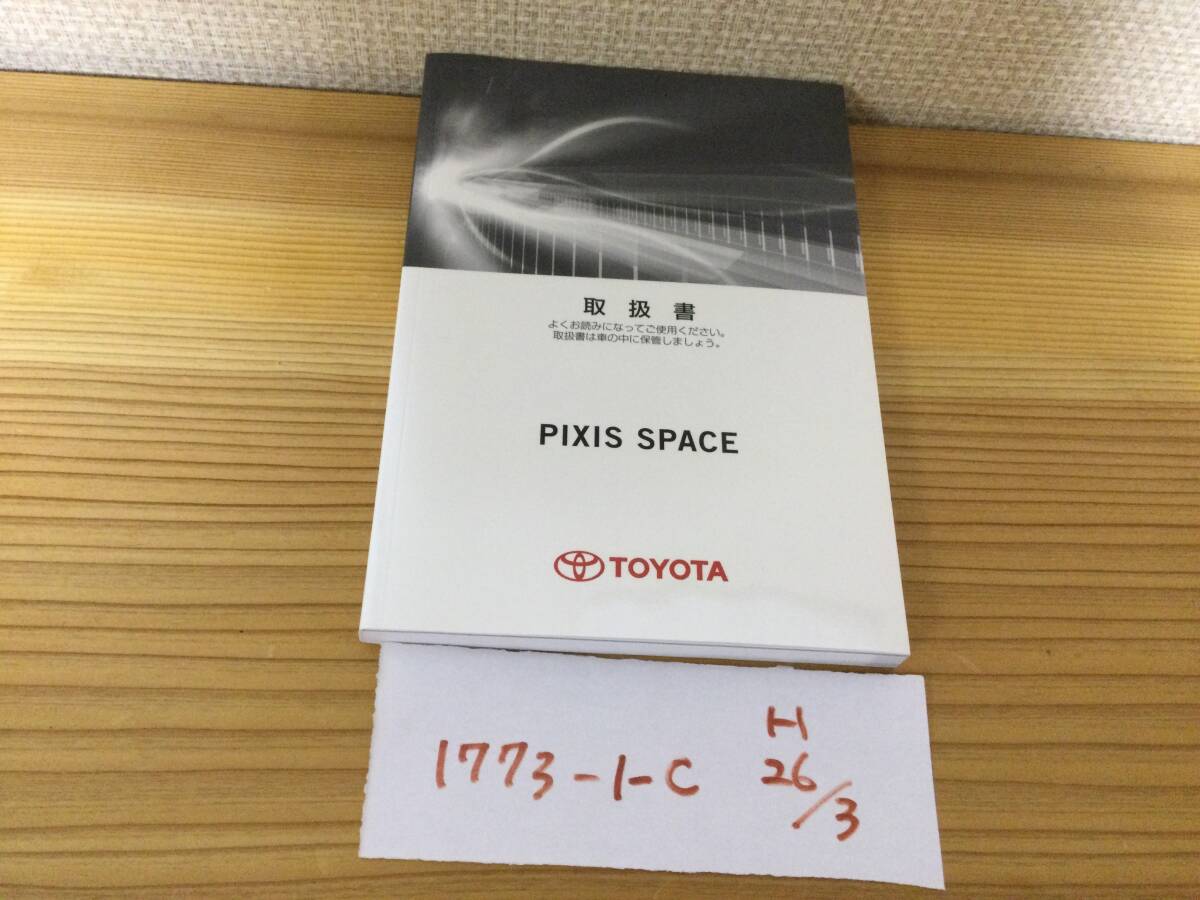 取扱書
よくお読みになってご使用ください。
取扱書は車の中に保管しましょう。
PIXIS SPACE
TOYOTA
1773-1-C
H
26/3